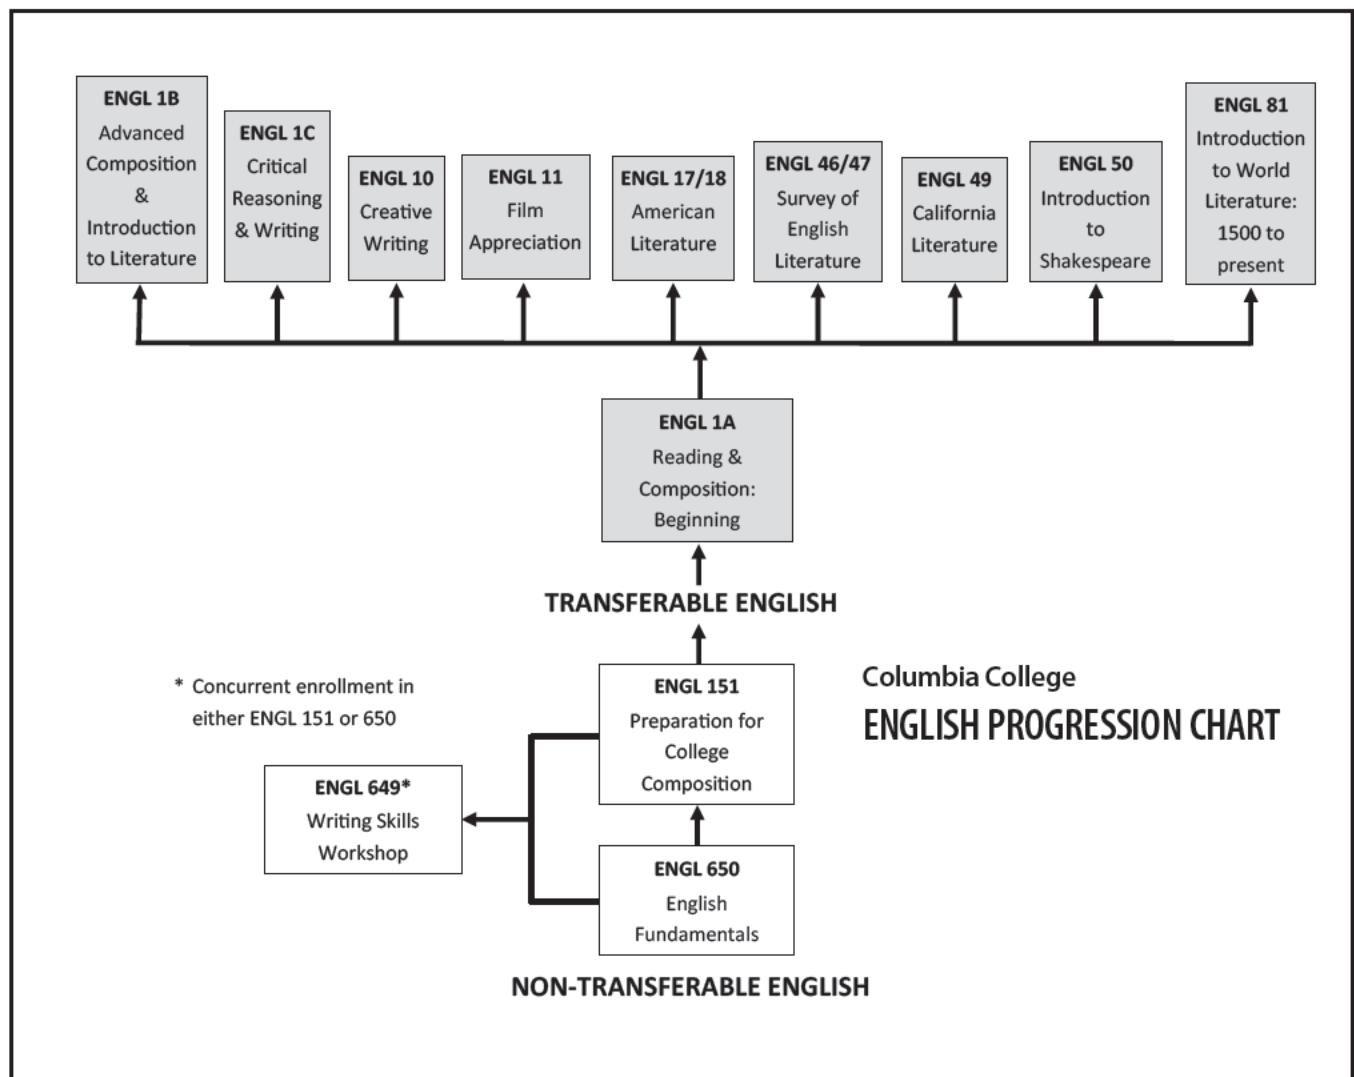 ENGL 1B
Advanced
Composition
&
Introduction
to Literature
ENGL 1C
Critical
Reasoning
& Writing
ENGL 10
Creative
Writing
ENGL 11
Film
Appreciation
ENGL 17/18
American
Literature
ENGL 46/47
Survey of
English
Literature
ENGL 49
California
Literature
ENGL 50
Introduction
to
Shakespeare
ENGL 81
Introduction
to World
Literature:
1500 to
present
ENGL 1A
Reading &
Composition:
Beginning
TRANSFERABLE ENGLISH
* Concurrent enrollment in
either ENGL 151 or 650
ENGL 151
Preparation for
College
Composition
Columbia College
ENGLISH PROGRESSION CHART
ENGL 649*
Writing Skills
Workshop
ENGL 650
English
Fundamentals
NON-TRANSFERABLE ENGLISH